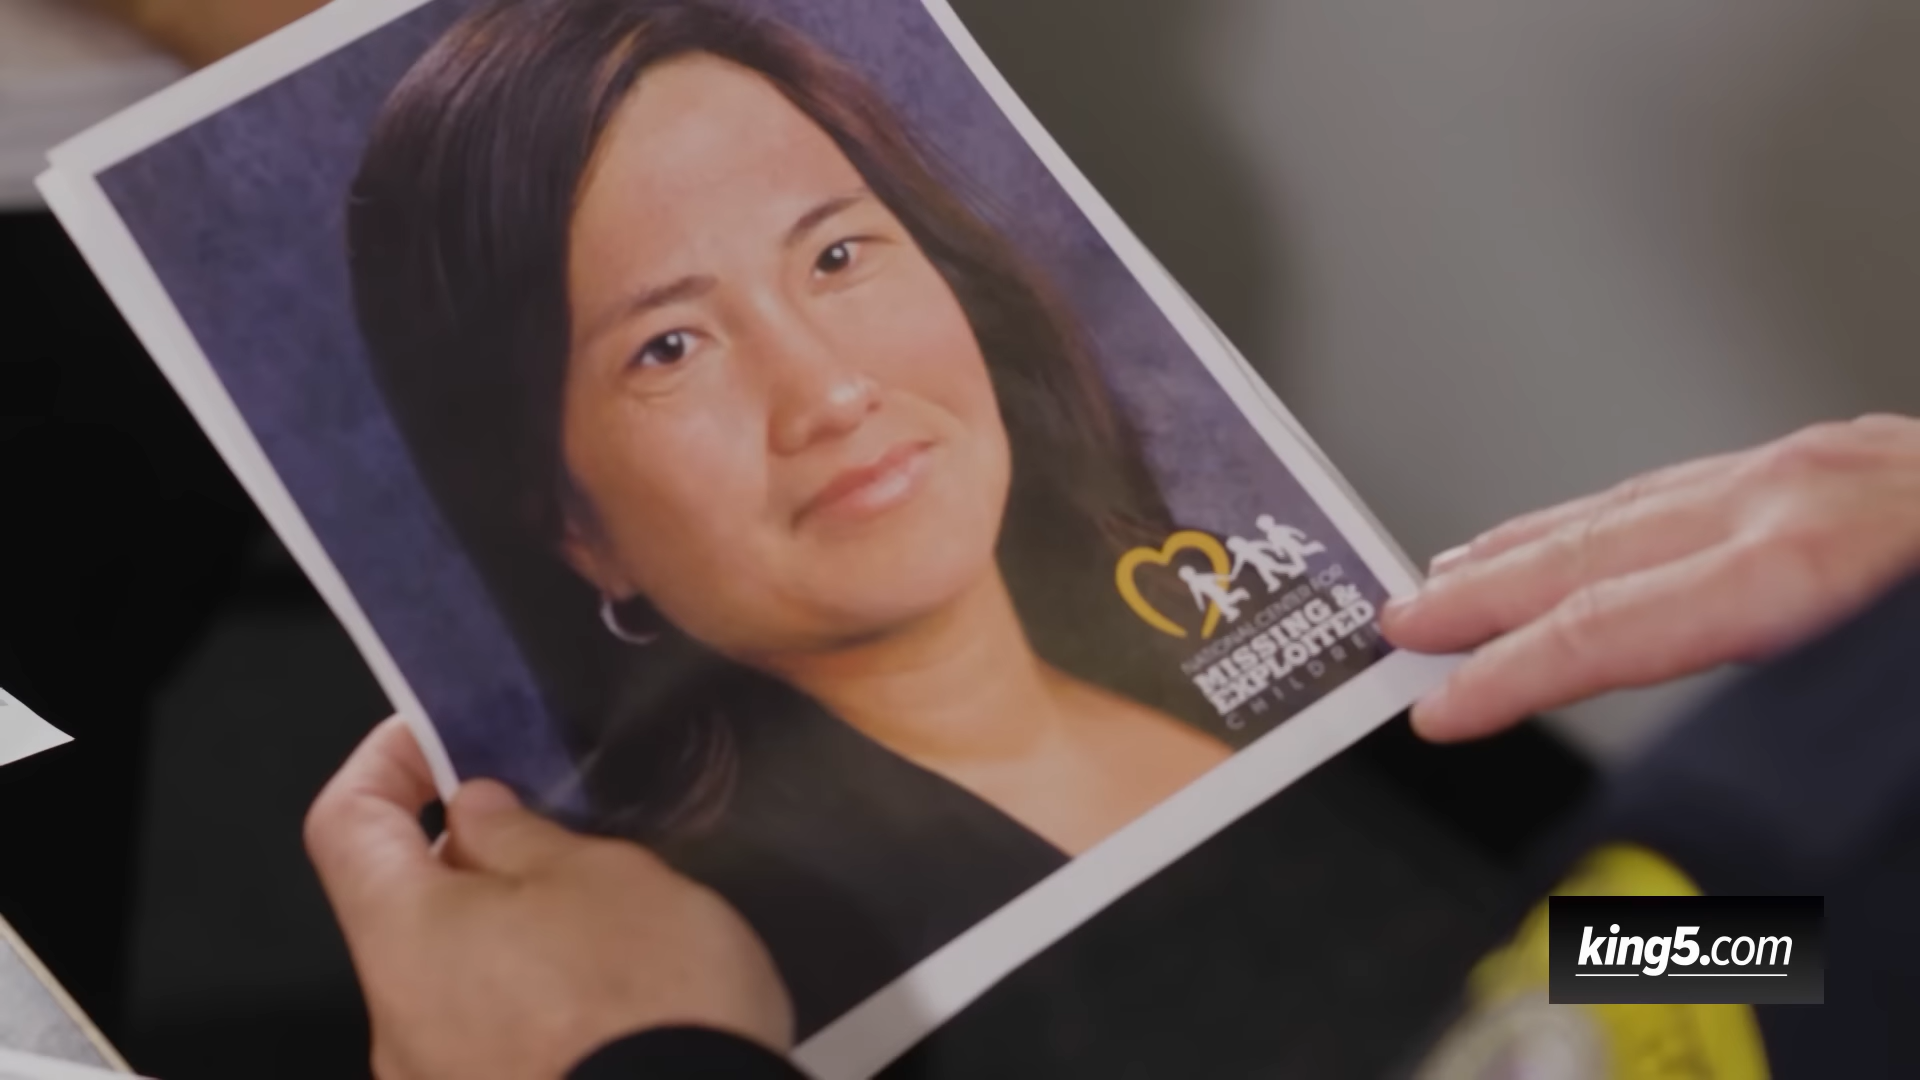 NATIONAL CENTER FOR
MISSING &
EXPLOITED
CHILDREN
king5.com